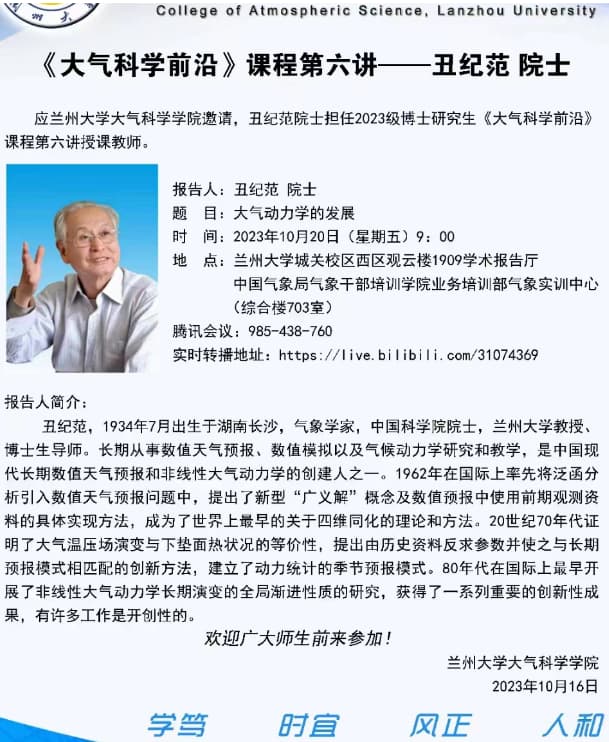 College of Atmospheric Science, Lanzhou University
《大气科学前沿》课程第六讲——丑纪范 院士
应兰州大学大气科学学院邀请，丑纪范院士担任2023级博士研究生《大气科学前沿》
课程第六讲授课教师。
报告人：丑纪范 院士
题 目：大气动力学的发展
时 间：2023年10月20日（星期五）9：00
地 点：兰州大学城关校区西区观云楼1909学术报告厅
中国气象局气象干部培训学院业务培训部气象实训中心
（综合楼703室）
腾讯会议：985-438-760
实时转播地址：https://live.bilibili.com/31074369
报告人简介：
丑纪范，1934年7月出生于湖南长沙，气象学家，中国科学院院士，兰州大学教授、
博士生导师。长期从事数值天气预报、数值模拟以及气候动力学研究和教学，是中国现
代长期数值天气预报和非线性大气动力学的创建人之一。1962年在国际上率先将泛函分
析引入数值天气预报问题中，提出了新型“广义解”概念及数值预报中使用前期观测资
料的具体实现方法，成为了世界上最早的关于四维同化的理论和方法。20世纪70年代证
明了大气温压场演变与下垫面热状况的等价性，提出由历史资料反求参数并使之与长期
预报模式相匹配的创新方法，建立了动力统计的季节预报模式。80年代在国际上最早开
展了非线性大气动力学长期演变的全局渐进性质的研究，获得了一系列重要的创新性成
果，有许多工作是开创性的。
欢迎广大师生前来参加！
兰州大学大气科学学院
2023年10月16日
学笃 时宜 风正 人和